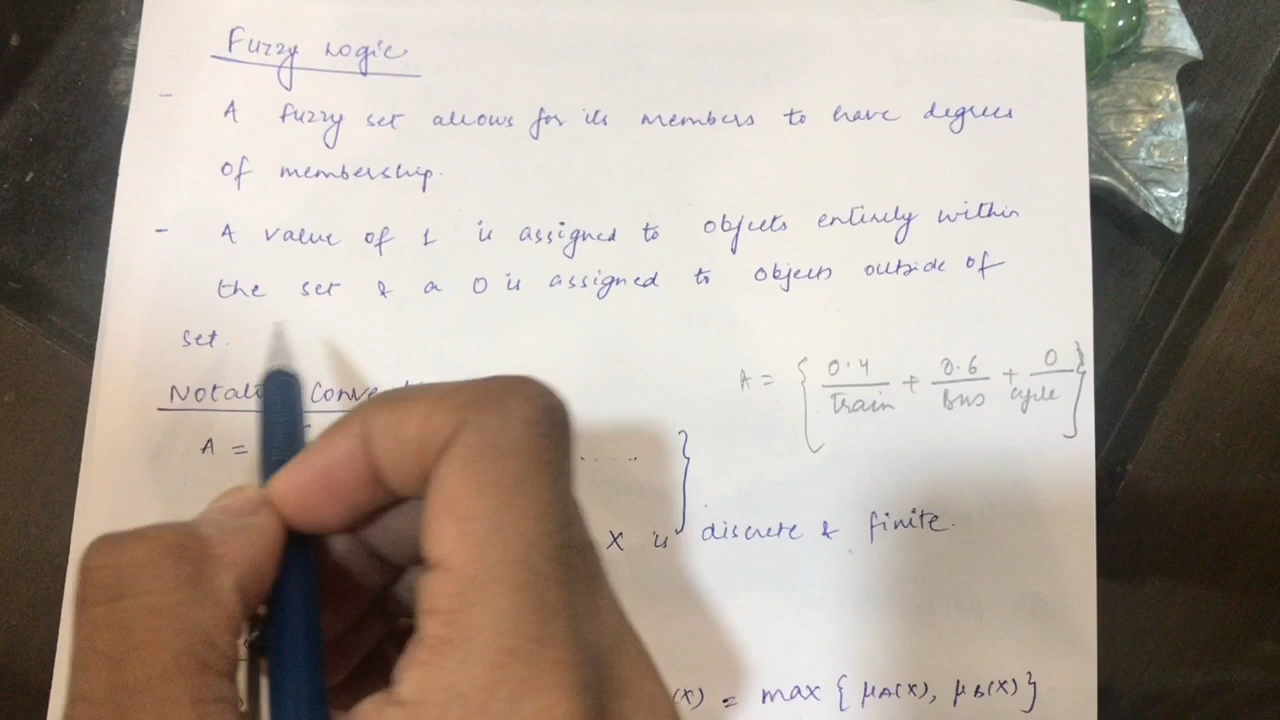 Fuzzy Logic
- A fuzzy set allows for its members to have degrees
of membership.
- A value of 1 is assigned to objects entirely within
the set & a 0 is assigned to objects outside of
set.
A = { 0.4/Train + 0.6/Bus + 0/cycle }
A = ..... }
X is discrete & finite.
(X) = max { μA(X), μB(X) }